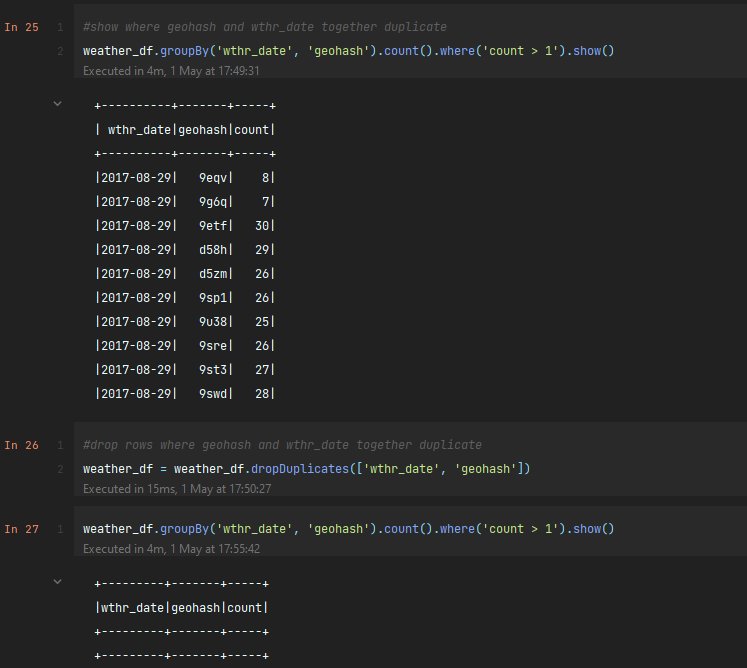 In 25 1 #show where geohash and wthr_date together duplicate
2 weather_df.groupBy('wthr_date', 'geohash').count().where('count > 1').show()
Executed in 4m, 1 May at 17:49:31
+----------+-------+-----+
| wthr_date|geohash|count|
+----------+-------+-----+
|2017-08-29|   9eqv|    8|
|2017-08-29|   9g6q|    7|
|2017-08-29|   9etf|   30|
|2017-08-29|   d58h|   29|
|2017-08-29|   d5zm|   26|
|2017-08-29|   9sp1|   26|
|2017-08-29|   9u38|   25|
|2017-08-29|   9sre|   26|
|2017-08-29|   9st3|   27|
|2017-08-29|   9swd|   28|
In 26 1 #drop rows where geohash and wthr_date together duplicate
2 weather_df = weather_df.dropDuplicates(['wthr_date', 'geohash'])
Executed in 15ms, 1 May at 17:50:27
In 27 1 weather_df.groupBy('wthr_date', 'geohash').count().where('count > 1').show()
Executed in 4m, 1 May at 17:55:42
+---------+-------+-----+
|wthr_date|geohash|count|
+---------+-------+-----+
+---------+-------+-----+